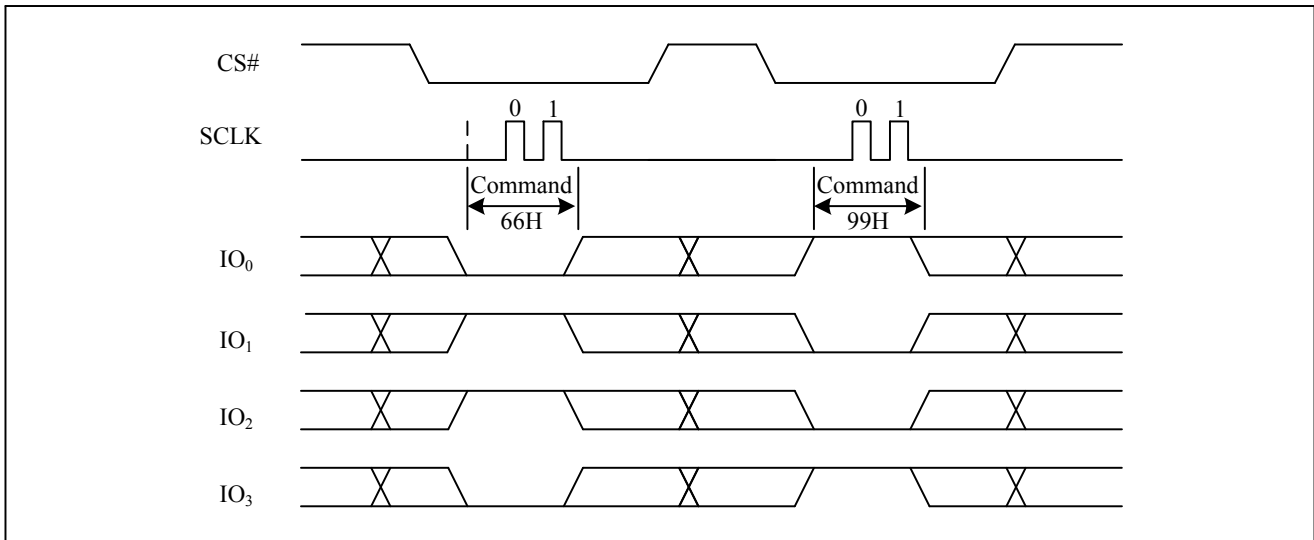 CS#
0 1
SCLK
Command
66H
0 1
Command
99H
IO₀
IO₁
IO₂
IO₃